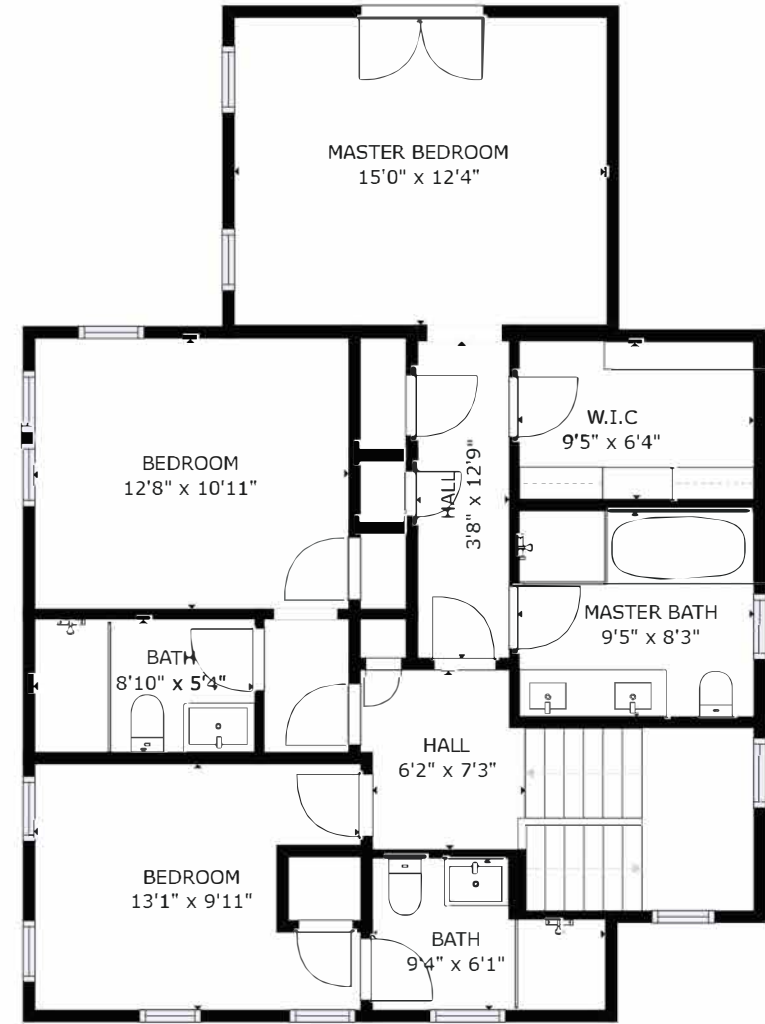 MASTER BEDROOM
15'0" x 12'4"
W.I.C
9'5" x 6'4"
BEDROOM
12'8" x 10'11"
HALL
3'8" x 12'9"
MASTER BATH
9'5" x 8'3"
BATH
8'10" x 5'4"
HALL
6'2" x 7'3"
BEDROOM
13'1" x 9'11"
BATH
9'4" x 6'1"